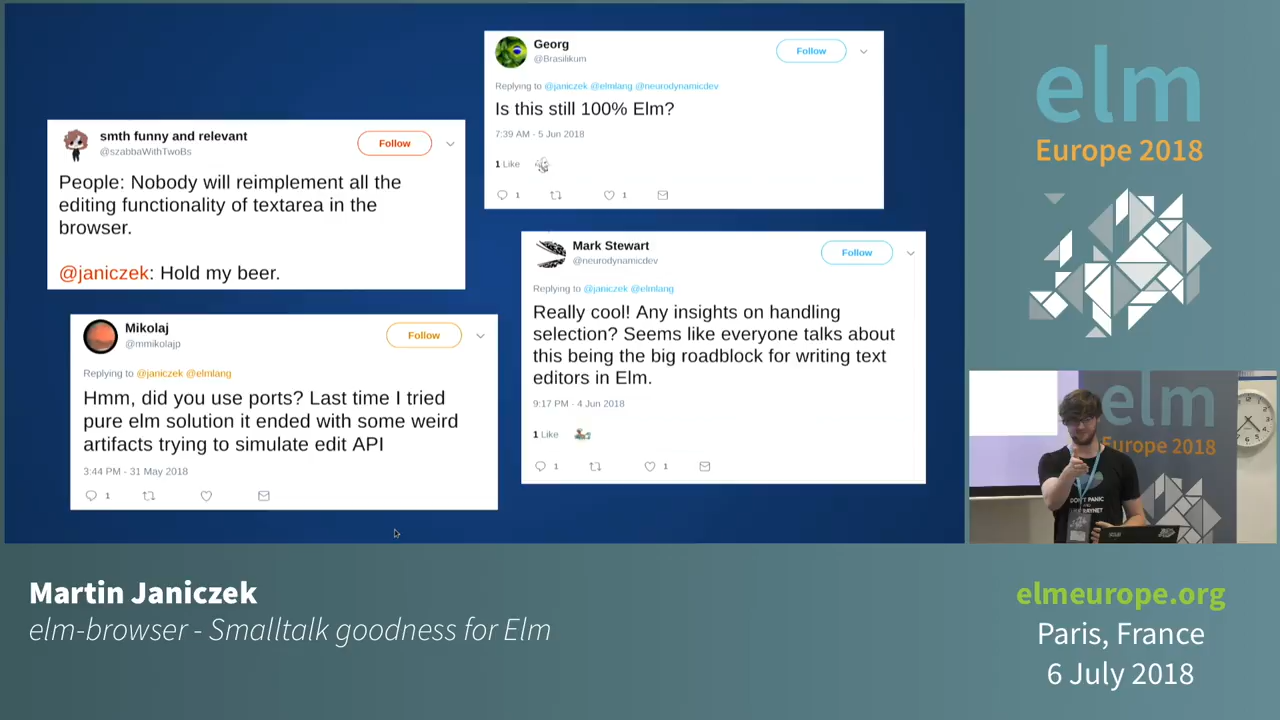 smth funny and relevant
@szabbaWithTwoBs
Follow
People: Nobody will reimplement all the
editing functionality of textarea in the
browser.
@janiczek: Hold my beer.
Georg
@Brasilikum
Follow
Replying to @janiczek @elmlang @neurodynamicdev
Is this still 100% Elm?
7:39 AM - 5 Jun 2018
1 Like
1
1
Mikolaj
@mmikolajp
Follow
Replying to @janiczek @elmlang
Hmm, did you use ports? Last time I tried
pure elm solution it ended with some weird
artifacts trying to simulate edit API
3:44 PM - 31 May 2018
1
Mark Stewart
@neurodynamicdev
Follow
Replying to @janiczek @elmlang
Really cool! Any insights on handling
selection? Seems like everyone talks about
this being the big roadblock for writing text
editors in Elm.
9:17 PM - 4 Jun 2018
1 Like
1
1
elm
Europe 2018
elm
Europe 2018
DON'T PANIC
AND
Martin Janiczek
elm-browser - Smalltalk goodness for Elm
elmeurope.org
Paris, France
6 July 2018